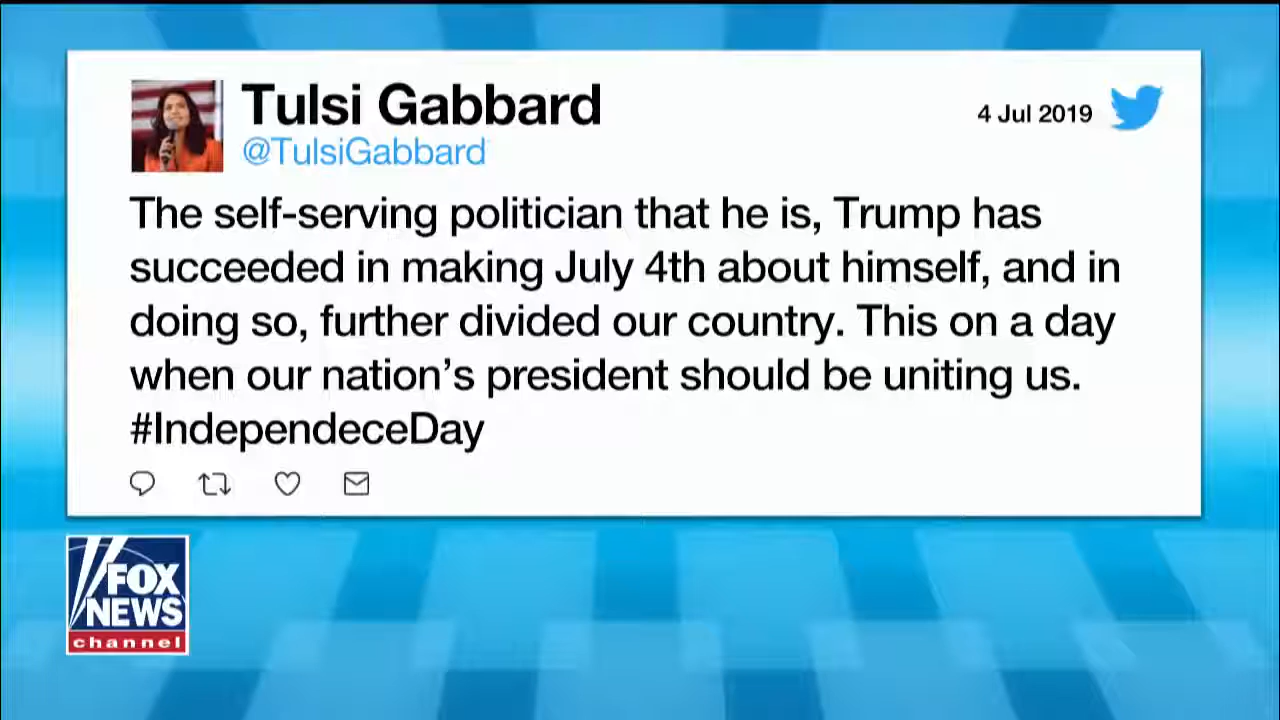 Tulsi Gabbard
@TulsiGabbard
4 Jul 2019
The self-serving politician that he is, Trump has
succeeded in making July 4th about himself, and in
doing so, further divided our country. This on a day
when our nation’s president should be uniting us.
#IndependeceDay
FOX
NEWS
channel